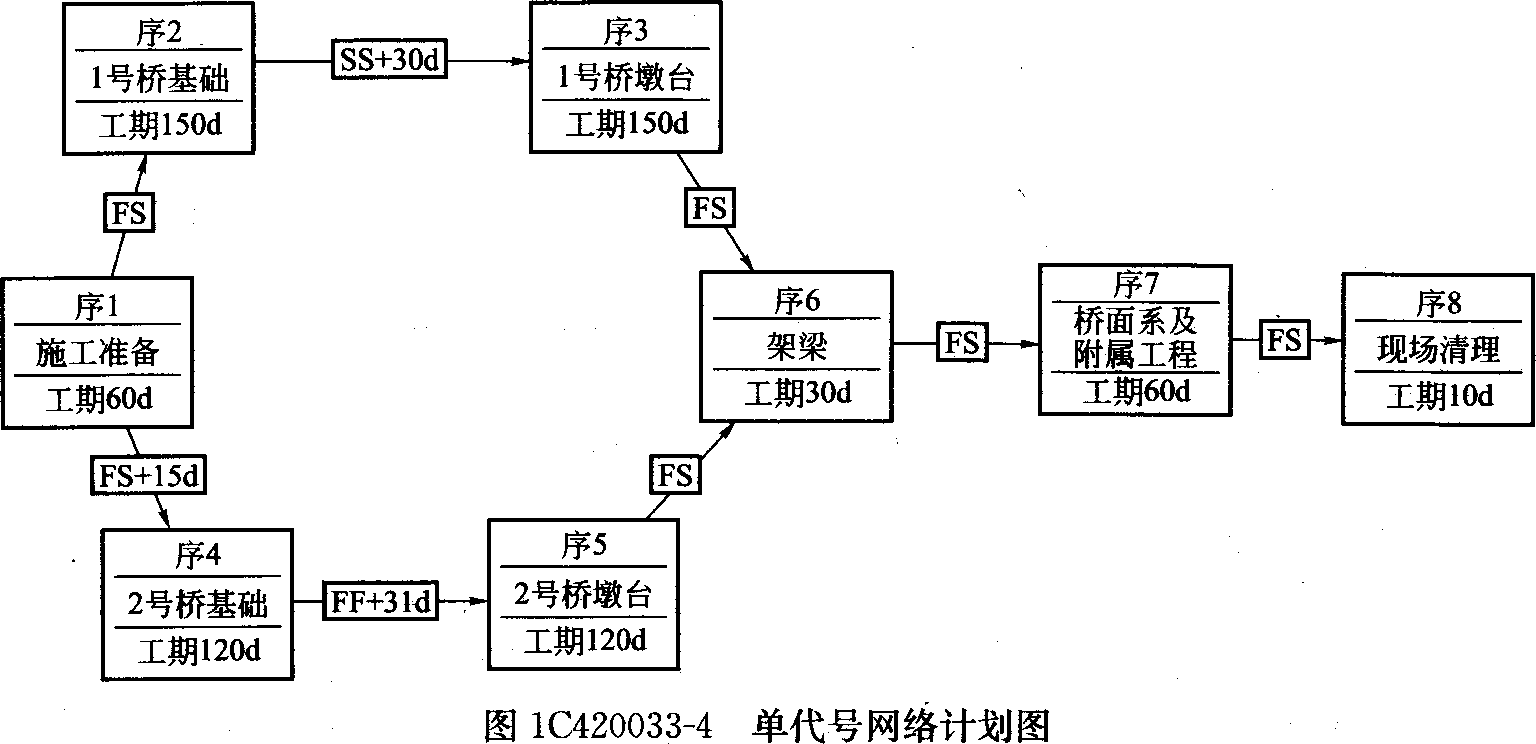 序2
1号桥基础
工期150d
SS+30d
序3
1号桥墩台
工期150d
FS
FS
序1
施工准备
工期60d
序6
架梁
工期30d
FS
序7
桥面系及
附属工程
工期60d
FS
序8
现场清理
工期10d
FS+15d
FS
序4
2号桥基础
工期120d
FF+31d
序5
2号桥墩台
工期120d
图 1C420033-4 单代号网络计划图